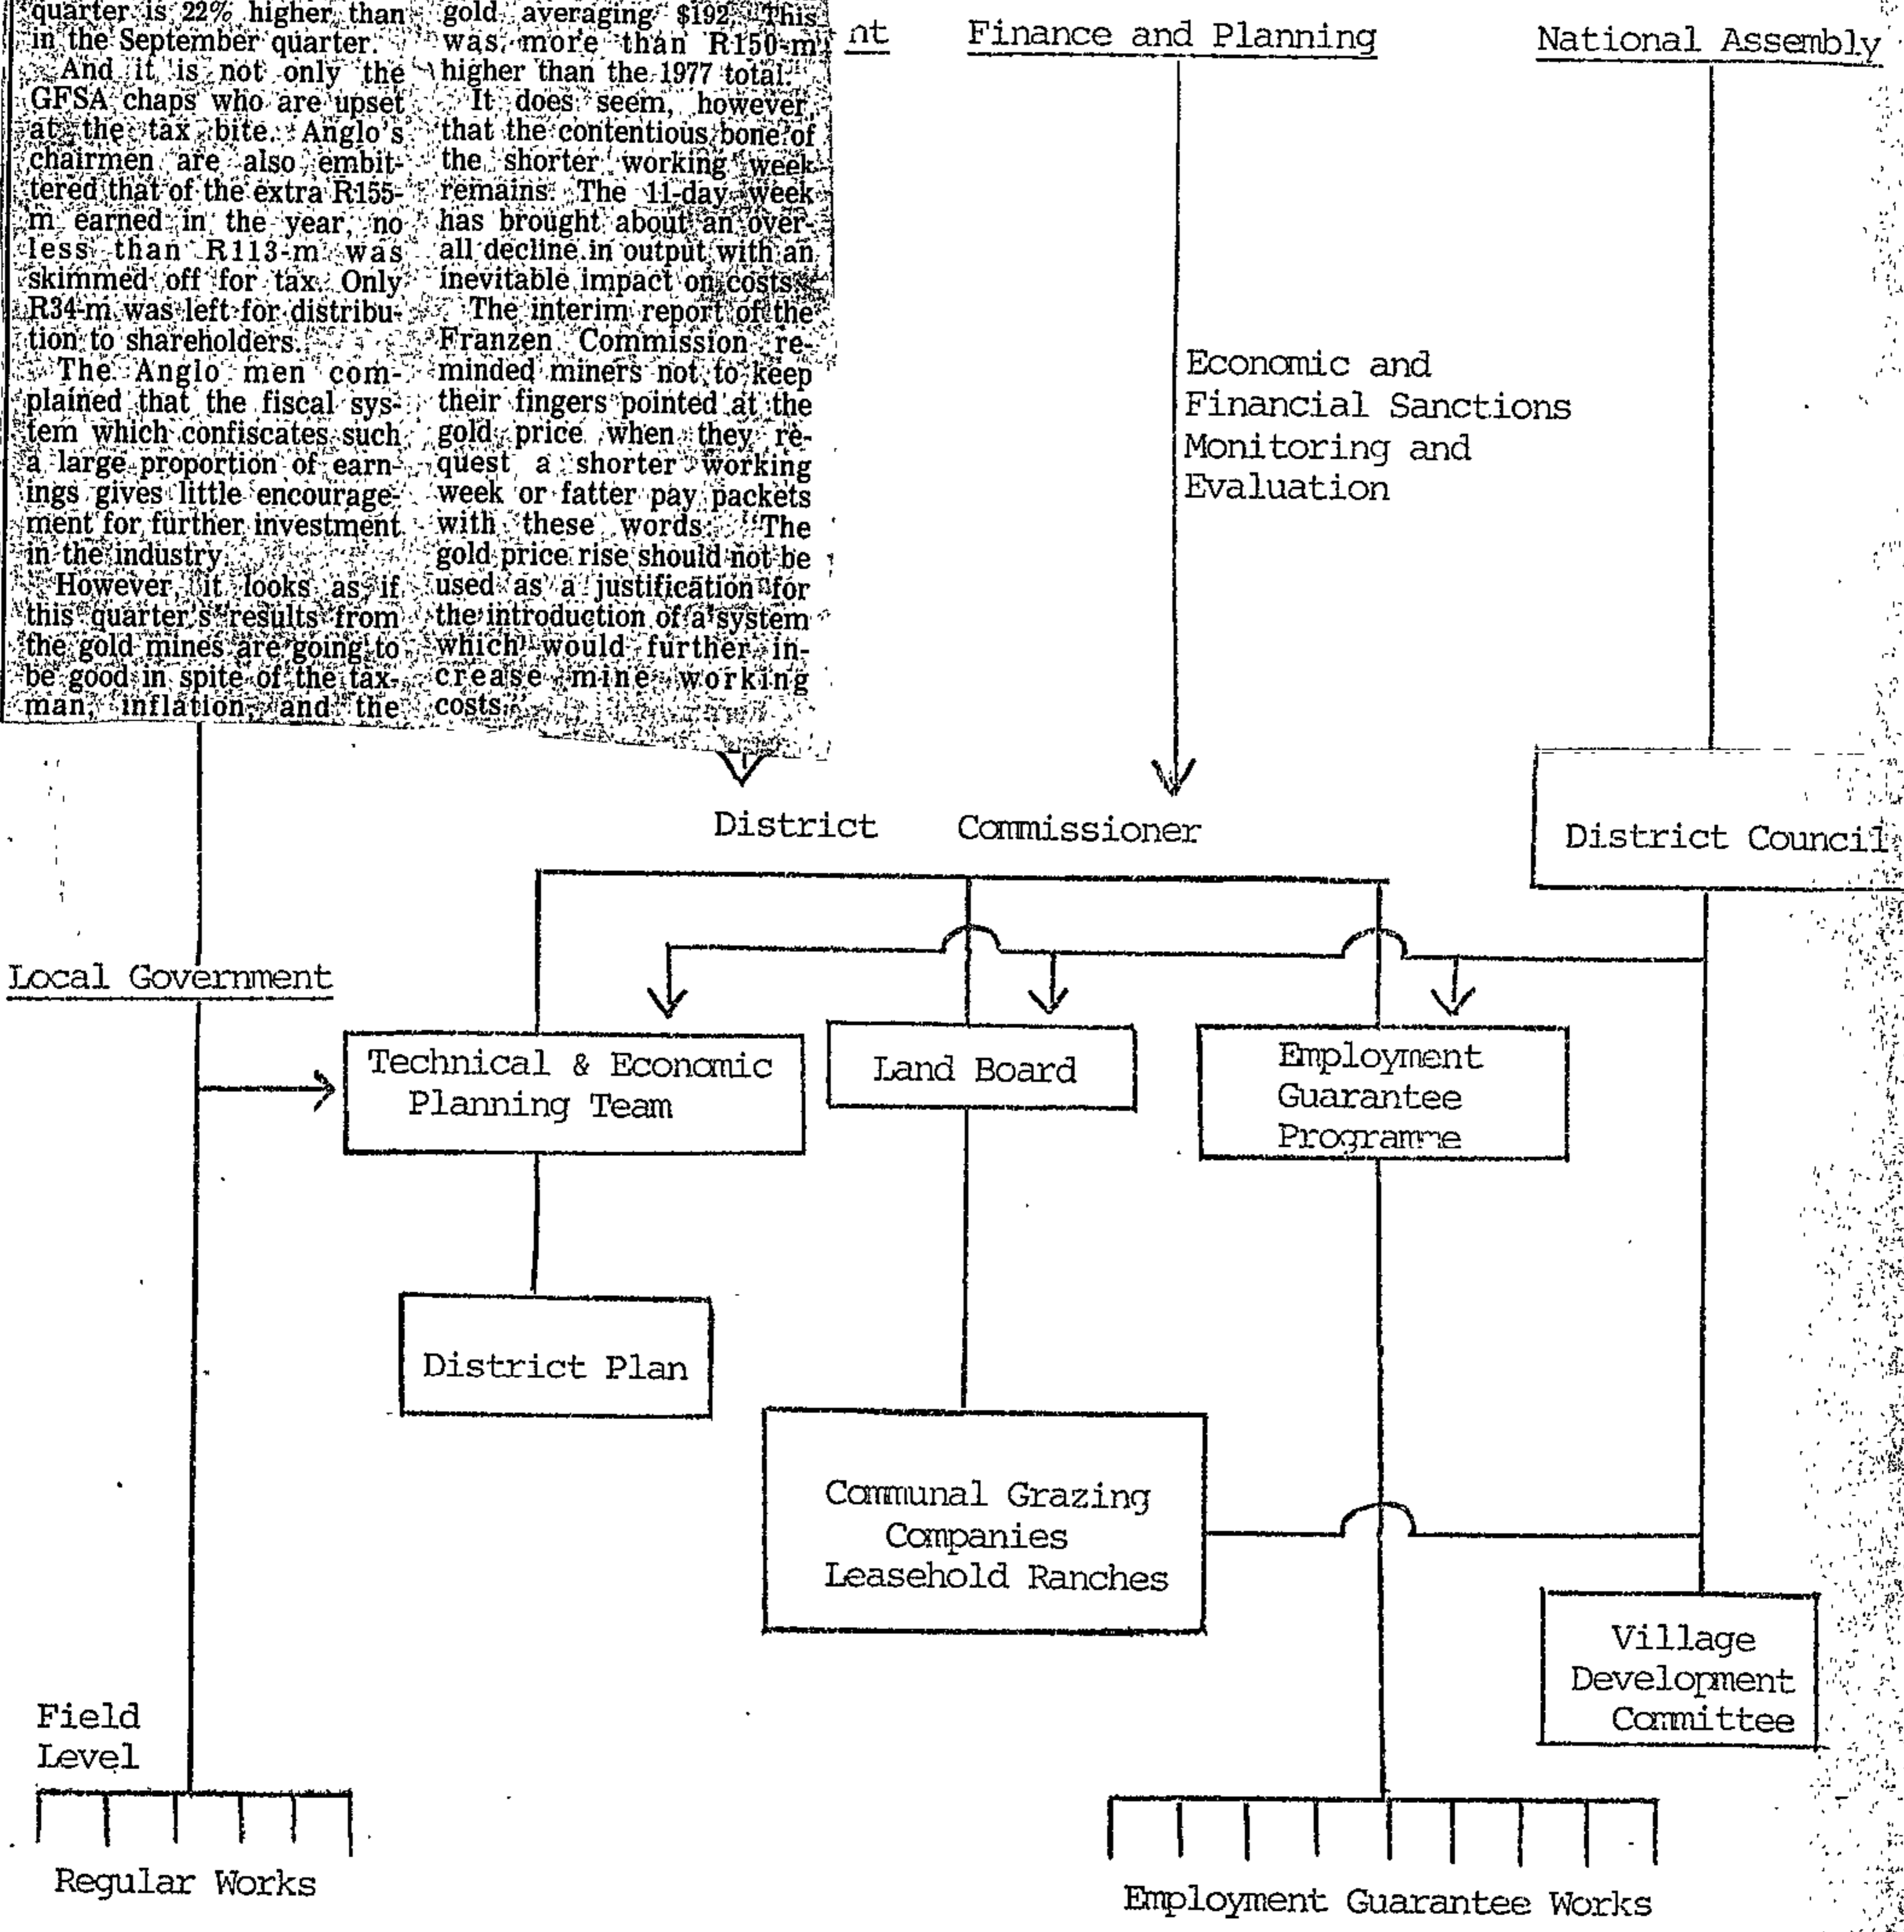 quarter is 22% higher than
in the September quarter.
And it is not only the
GFSA chaps who are upset
at the tax bite. Anglo's
chairmen are also embit-
tered that of the extra R155-
m earned in the year, no
less than R113-m was
skimmed off for tax. Only
R34-m was left for distribu-
tion to shareholders.
The Anglo men com-
plained that the fiscal sys-
tem which confiscates such
a large proportion of earn-
ings gives little encourage-
ment for further investment
in the industry.
However, it looks as if
this quarter's results from
the gold mines are going to
be good in spite of the tax-
man, inflation, and the
gold averaging $192. This
was more than R150-m
higher than the 1977 total.
It does seem, however,
that the contentious bone of
the shorter working week
remains. The 11-day week
has brought about an over-
all decline in output with an
inevitable impact on costs.
The interim report of the
Franzen Commission re-
minded miners not to keep
their fingers pointed at the
gold price when they re-
quest a shorter working
week or fatter pay packets
with these words: "The
gold price rise should not be
used as a justification for
the introduction of a system
which would further in-
crease mine working
costs."
nt
Finance and Planning
National Assembly
Economic and
Financial Sanctions
Monitoring and
Evaluation
District Commissioner
District Council
Local Government
Technical & Economic
Planning Team
Land Board
Employment
Guarantee
Programme
District Plan
Communal Grazing
Companies
Leasehold Ranches
Village
Development
Committee
Field
Level
Regular Works
Employment Guarantee Works